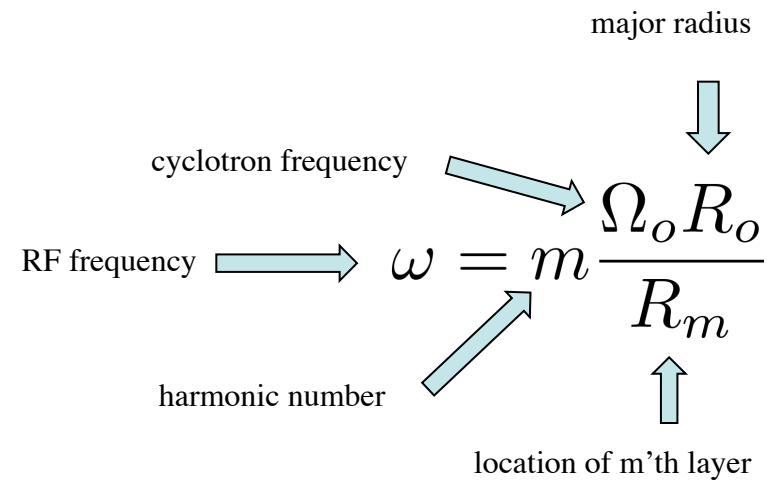 major radius
cyclotron frequency
RF frequency
ω = m Ω_o R_o / R_m
harmonic number
location of m’th layer